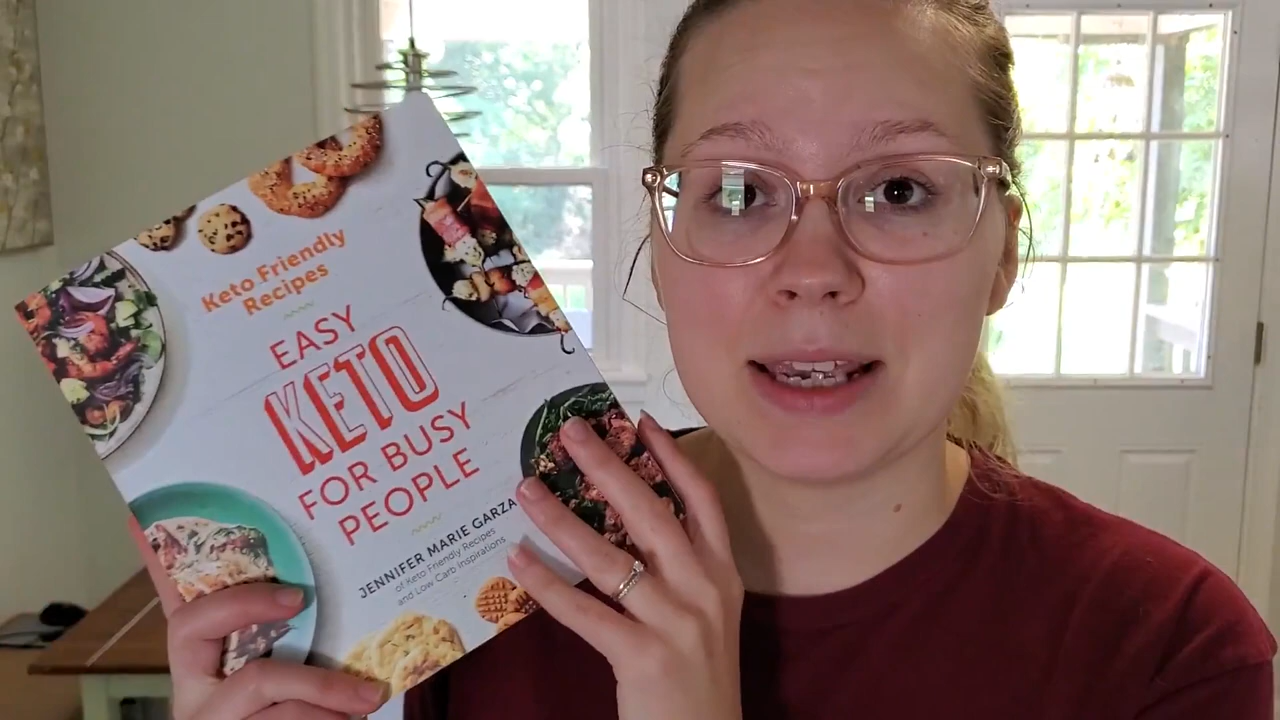 Keto Friendly
Recipes
EASY
KETO
FOR BUSY
PEOPLE
JENNIFER MARIE GARZA
of Keto Friendly Recipes
and Low Carb Inspirations